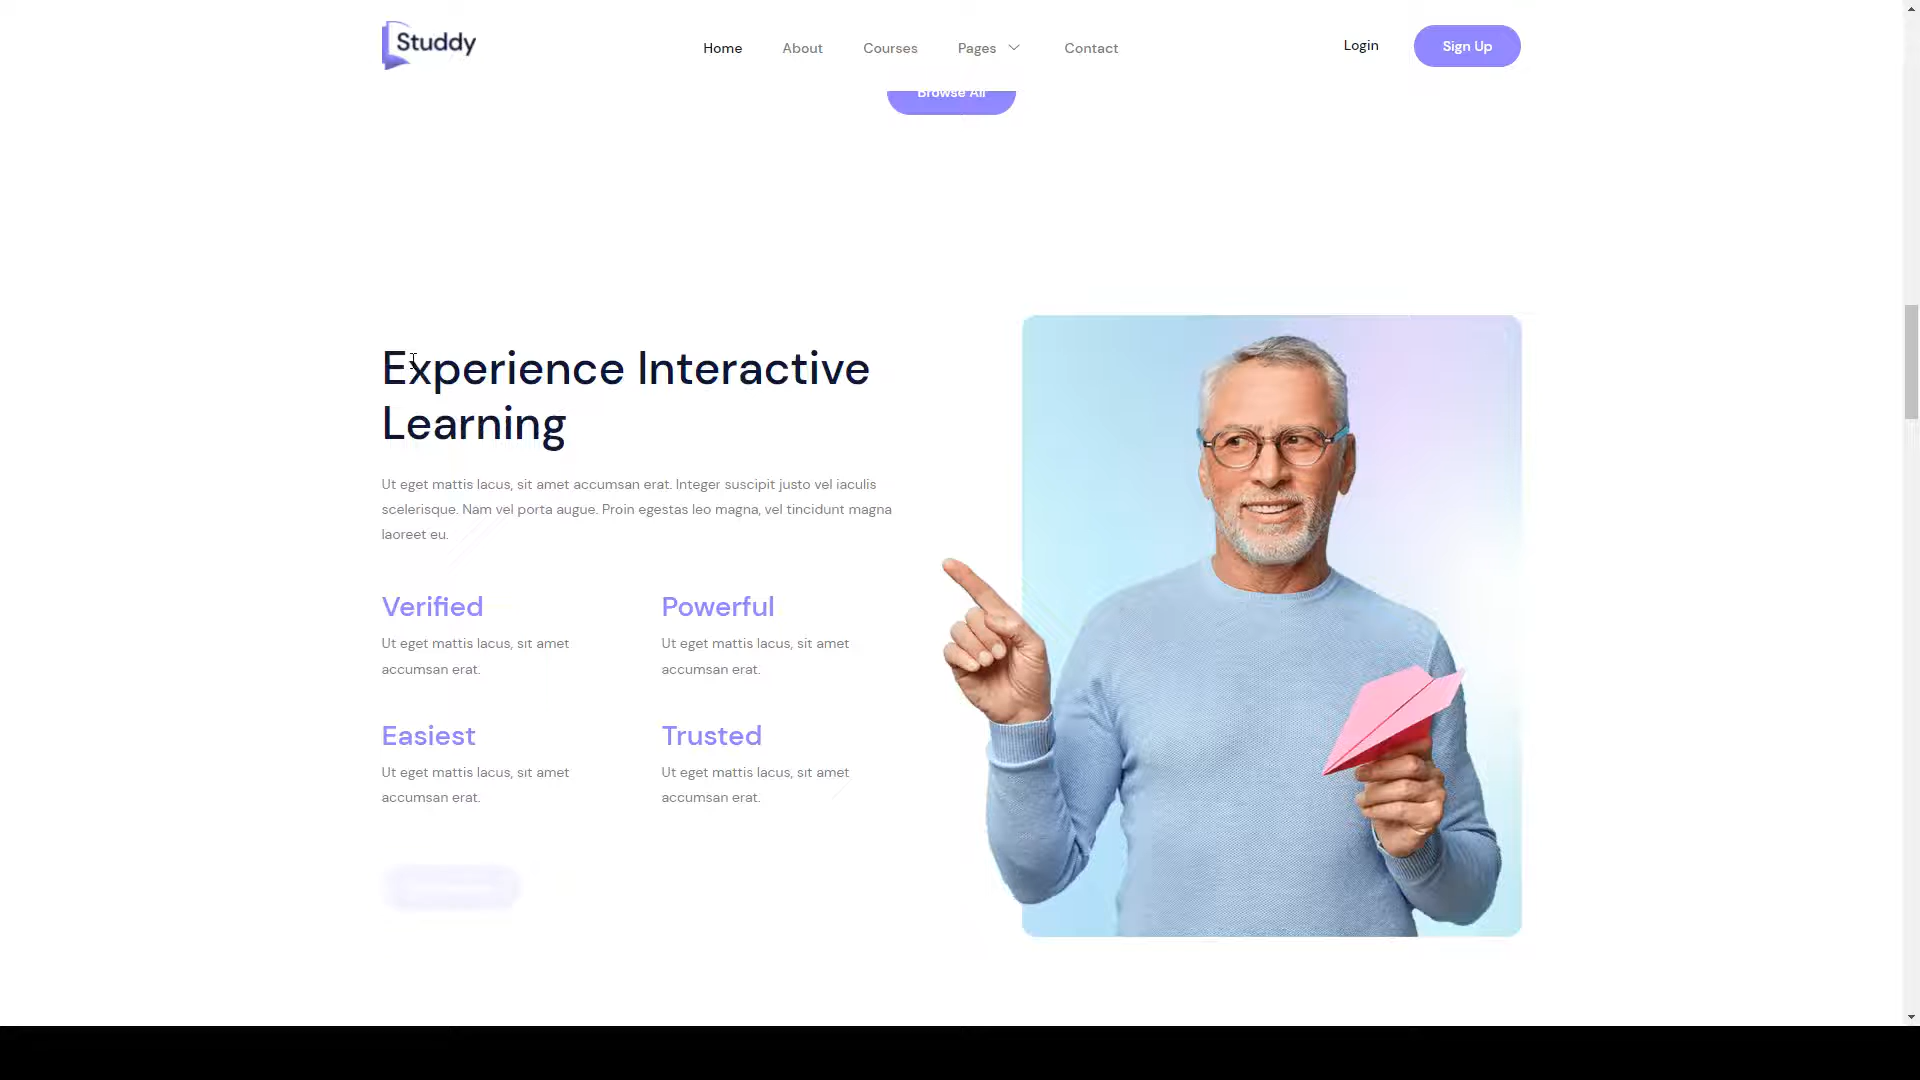 Studdy
Home About Courses Pages Contact
Login Sign Up
Browse All
Experience Interactive
Learning
Ut eget mattis lacus, sit amet accumsan erat. Integer suscipit justo vel iaculis
scelerisque. Nam vel porta augue. Proin egestas leo magna, vel tincidunt magna
laoreet eu.
Verified
Ut eget mattis lacus, sit amet
accumsan erat.
Powerful
Ut eget mattis lacus, sit amet
accumsan erat.
Easiest
Ut eget mattis lacus, sit amet
accumsan erat.
Trusted
Ut eget mattis lacus, sit amet
accumsan erat.